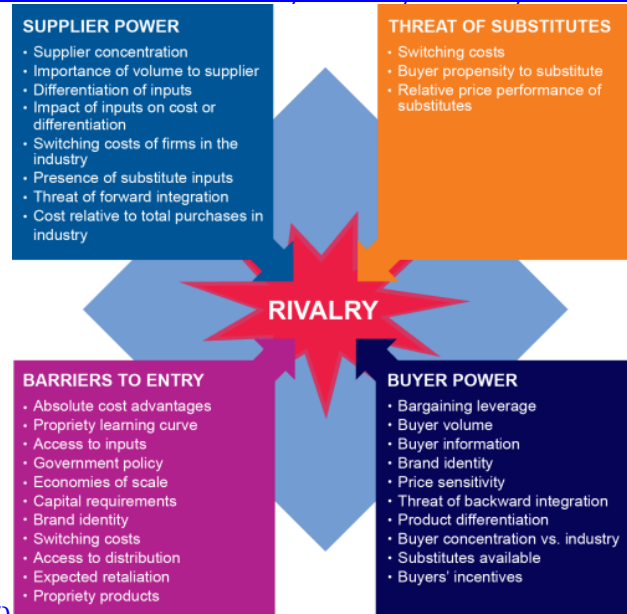 SUPPLIER POWER
• Supplier concentration
• Importance of volume to supplier
• Differentiation of inputs
• Impact of inputs on cost or
differentiation
• Switching costs of firms in the
industry
• Presence of substitute inputs
• Threat of forward integration
• Cost relative to total purchases in
industry
THREAT OF SUBSTITUTES
• Switching costs
• Buyer propensity to substitute
• Relative price performance of
substitutes
RIVALRY
BARRIERS TO ENTRY
• Absolute cost advantages
• Propriety learning curve
• Access to inputs
• Government policy
• Economies of scale
• Capital requirements
• Brand identity
• Switching costs
• Access to distribution
• Expected retaliation
• Propriety products
BUYER POWER
• Bargaining leverage
• Buyer volume
• Buyer information
• Brand identity
• Price sensitivity
• Threat of backward integration
• Product differentiation
• Buyer concentration vs. industry
• Substitutes available
• Buyers' incentives